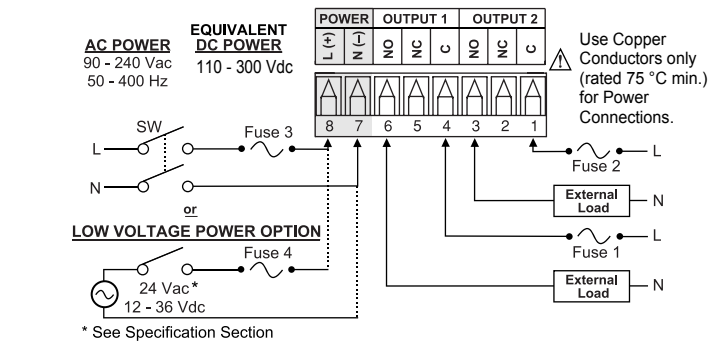 POWER OUTPUT 1 OUTPUT 2
L (+) N (−) NO NC C NO NC C
8 7 6 5 4 3 2 1
AC POWER
90 - 240 Vac
50 - 400 Hz
EQUIVALENT
DC POWER
110 - 300 Vdc
Use Copper
Conductors only
(rated 75 °C min.)
for Power
Connections.
SW
Fuse 3
L
N
or
LOW VOLTAGE POWER OPTION
Fuse 4
24 Vac*
12 - 36 Vdc
* See Specification Section
L
Fuse 2
External
Load
N
L
Fuse 1
External
Load
N